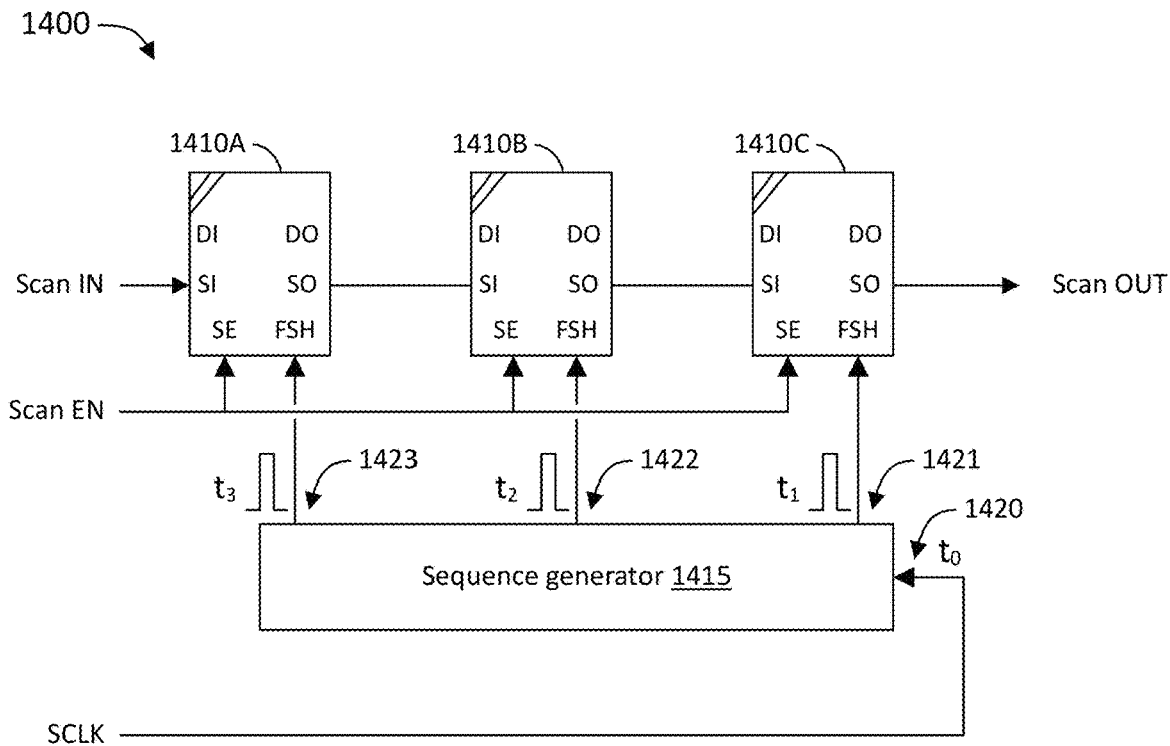 1400
1410A 1410B 1410C
DI DO DI DO DI DO
Scan IN SI SO SI SO SI SO Scan OUT
SE FSH SE FSH SE FSH
Scan EN
1423 1422 1421
t3 t2 t1
1420
t0
Sequence generator 1415
SCLK